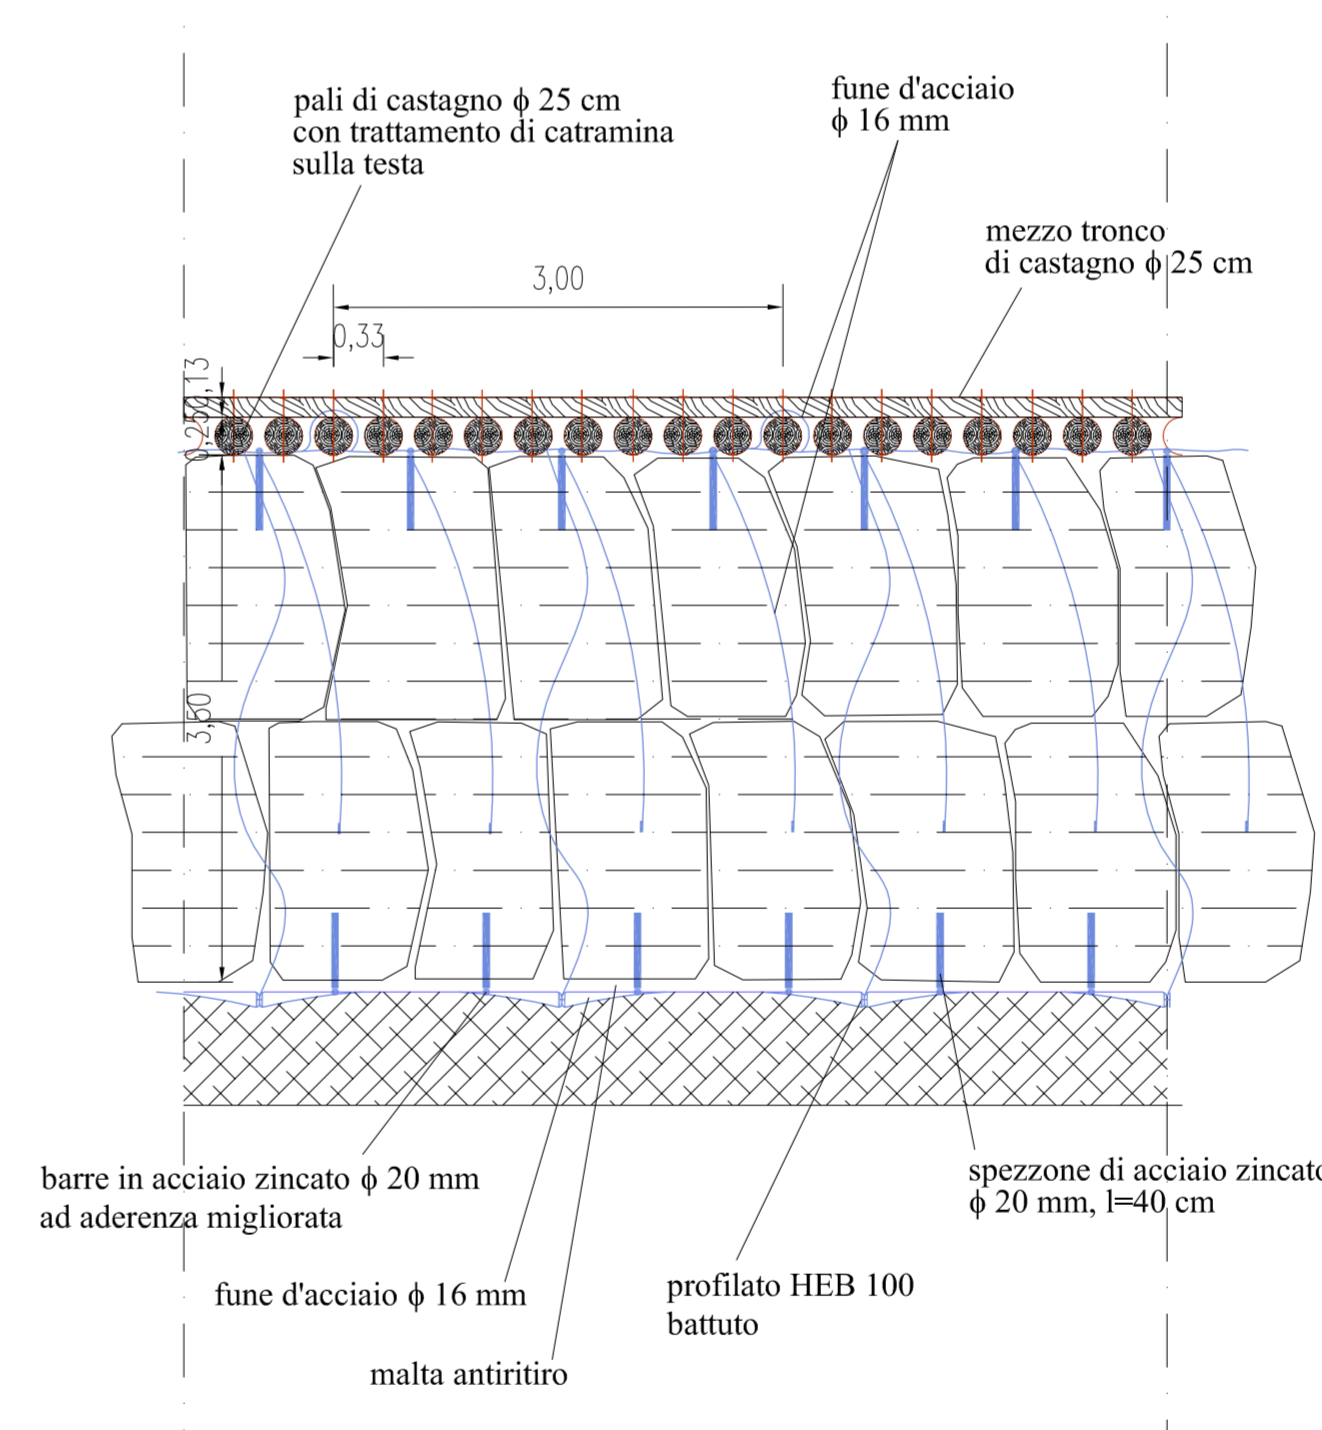 pali di castagno ϕ 25 cm
con trattamento di catramina
sulla testa
fune d'acciaio
ϕ 16 mm
mezzo tronco
di castagno ϕ 25 cm
3,00
0,33
0,13
0,25
3,50
barre in acciaio zincato ϕ 20 mm
ad aderenza migliorata
spezzone di acciaio zincato
ϕ 20 mm, l=40 cm
fune d'acciaio ϕ 16 mm
profilato HEB 100
battuto
malta antiritiro